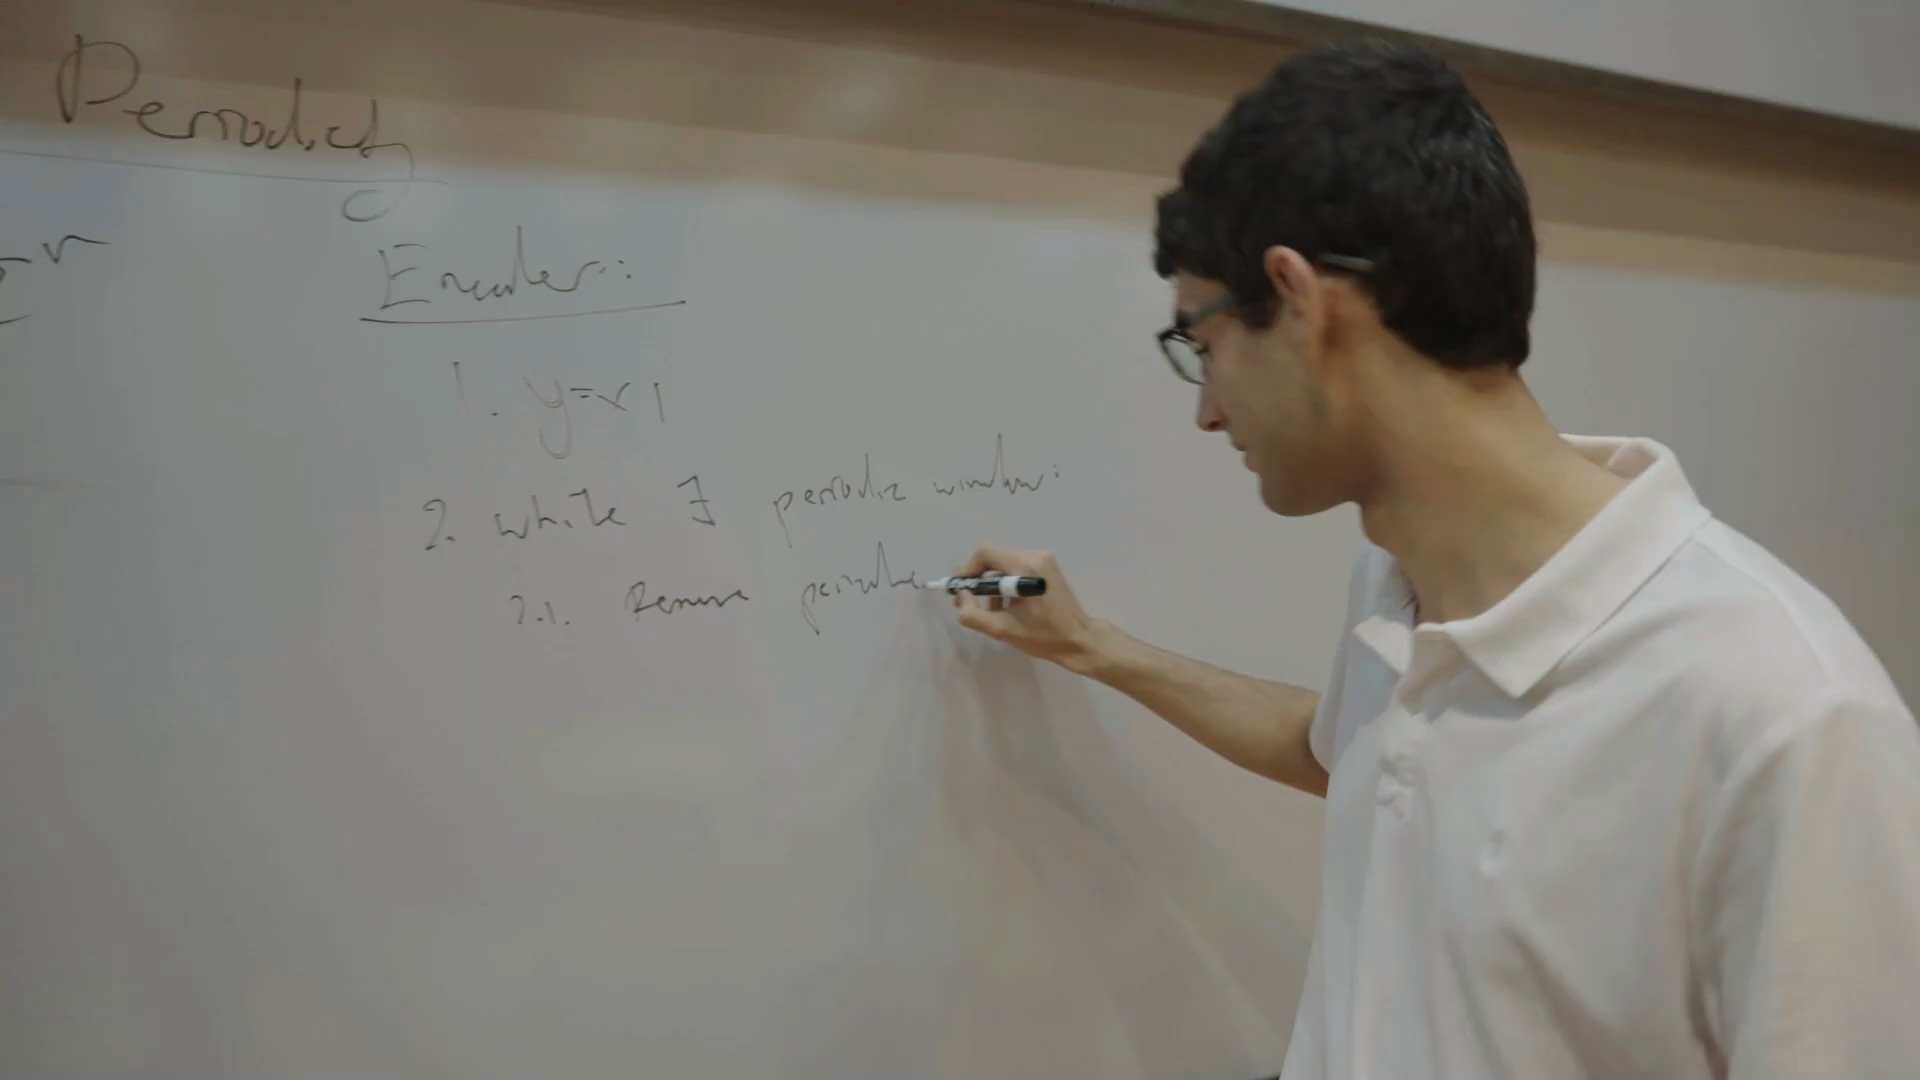 Periodicity
Encoder:
1. y=x1
2. while ∃ periodic window:
2.1. Remove periodic